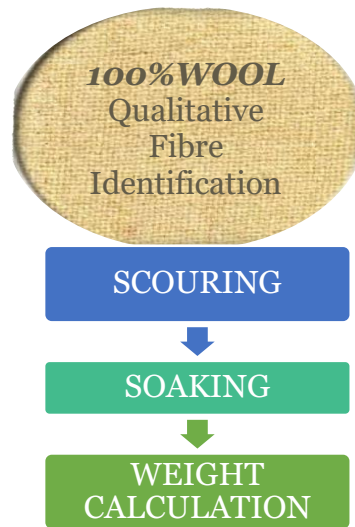 100%WOOL
Qualitative
Fibre
Identification
SCOURING
SOAKING
WEIGHT
CALCULATION